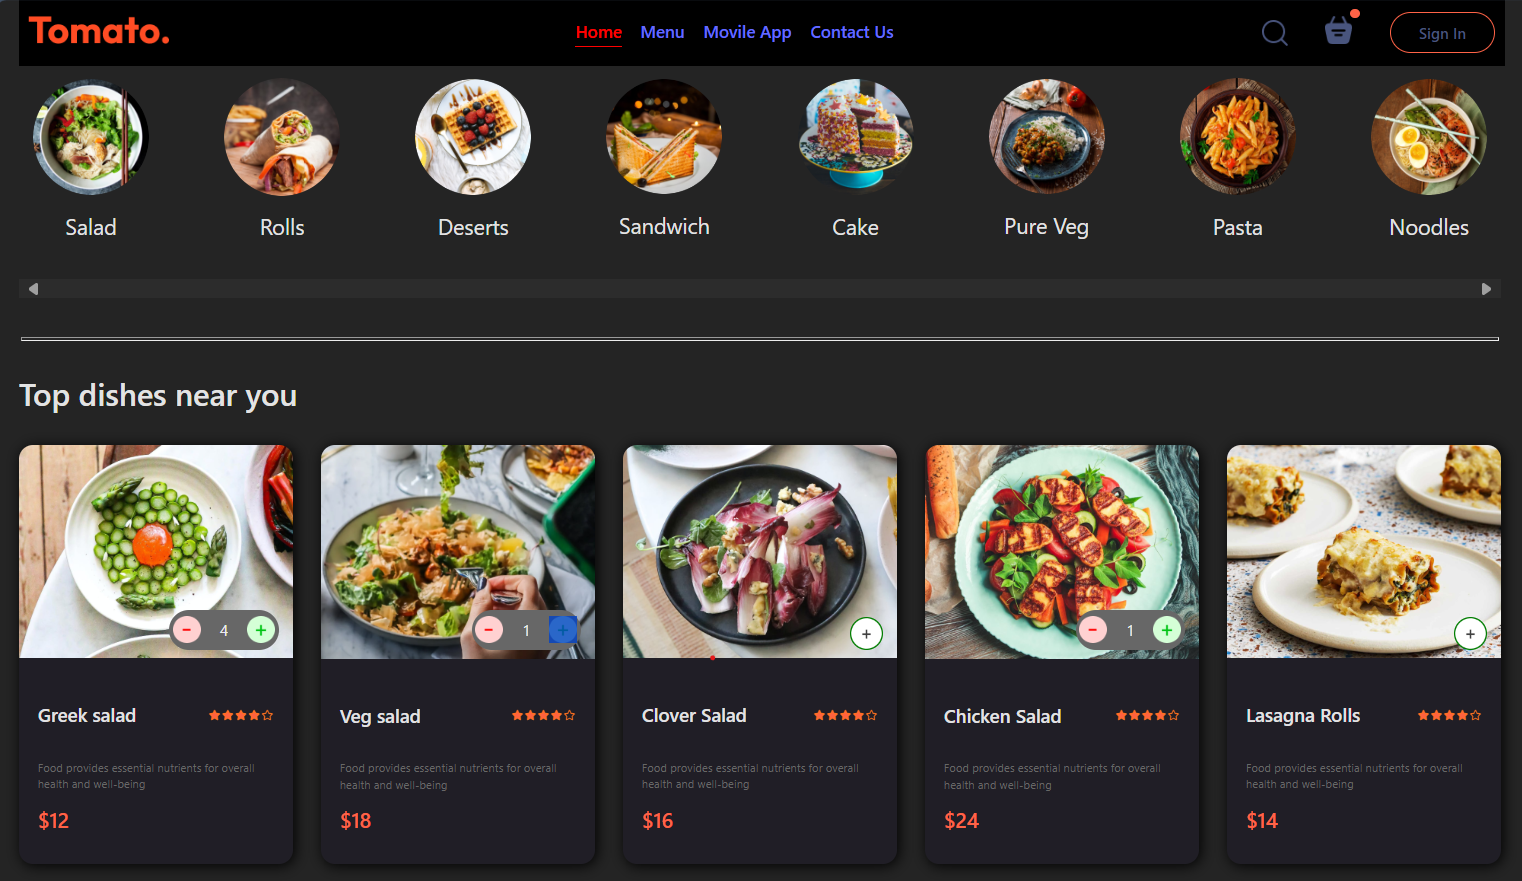 Tomato.
Home Menu Movile App Contact Us
Sign In
Salad Rolls Deserts Sandwich Cake Pure Veg Pasta Noodles
Top dishes near you
4 1 + 1 +
Greek salad Veg salad Clover Salad Chicken Salad Lasagna Rolls
Food provides essential nutrients for overall
health and well-being
Food provides essential nutrients for overall
health and well-being
Food provides essential nutrients for overall
health and well-being
Food provides essential nutrients for overall
health and well-being
Food provides essential nutrients for overall
health and well-being
$12 $18 $16 $24 $14